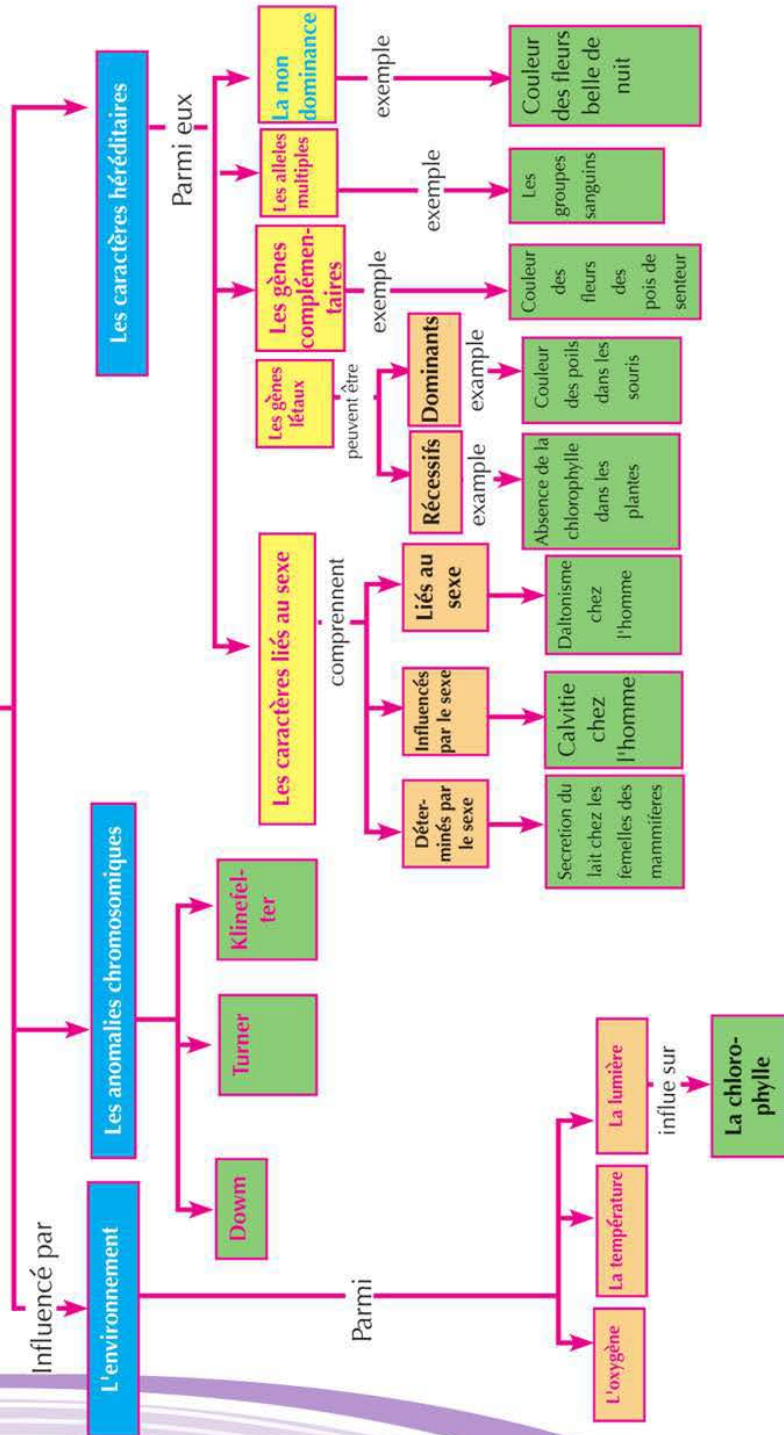 Influencé par
L'environnement
Parmi
L'oxygène
La température
La lumière
influe sur
La chloro-
phylle
Les anomalies chromosomiques
Dowm
Turner
Klinefel-
ter
Les caractères héréditaires
Parmi eux
Les caractères liés au sexe
comprennent
Déter-
minés par
le sexe
Secretion du
lait chez les
femelles des
mammiferes
Influencés
par le sexe
Calvitie
chez
l'homme
Liés au
sexe
Daltonisme
chez
l'homme
Les gènes
létaux
peuvent être
Récessifs
example
Absence de la
chlorophylle
dans les
plantes
Dominants
example
Couleur
des poils
dans les
souris
Les gènes
complémen-
taires
exemple
Couleur
des
fleurs
des
pois de
senteur
Les alleles
multiples
exemple
Les
groupes
sanguins
La non
dominance
exemple
Couleur
des fleurs
belle de
nuit